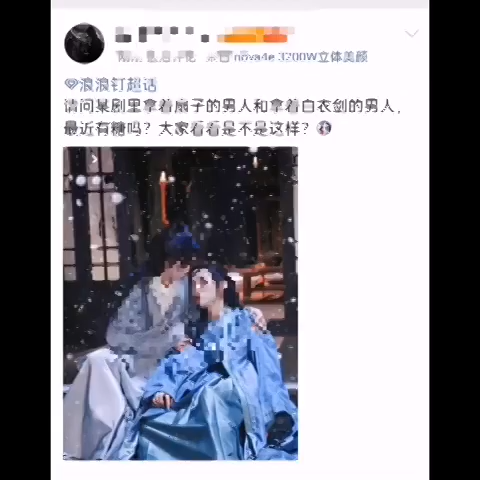 来自 nova4e 3200W立体美颜
浪浪钉超话
请问某剧里拿着扇子的男人和拿着白衣剑的男人,
最近有糖吗? 大家看看是不是这样?